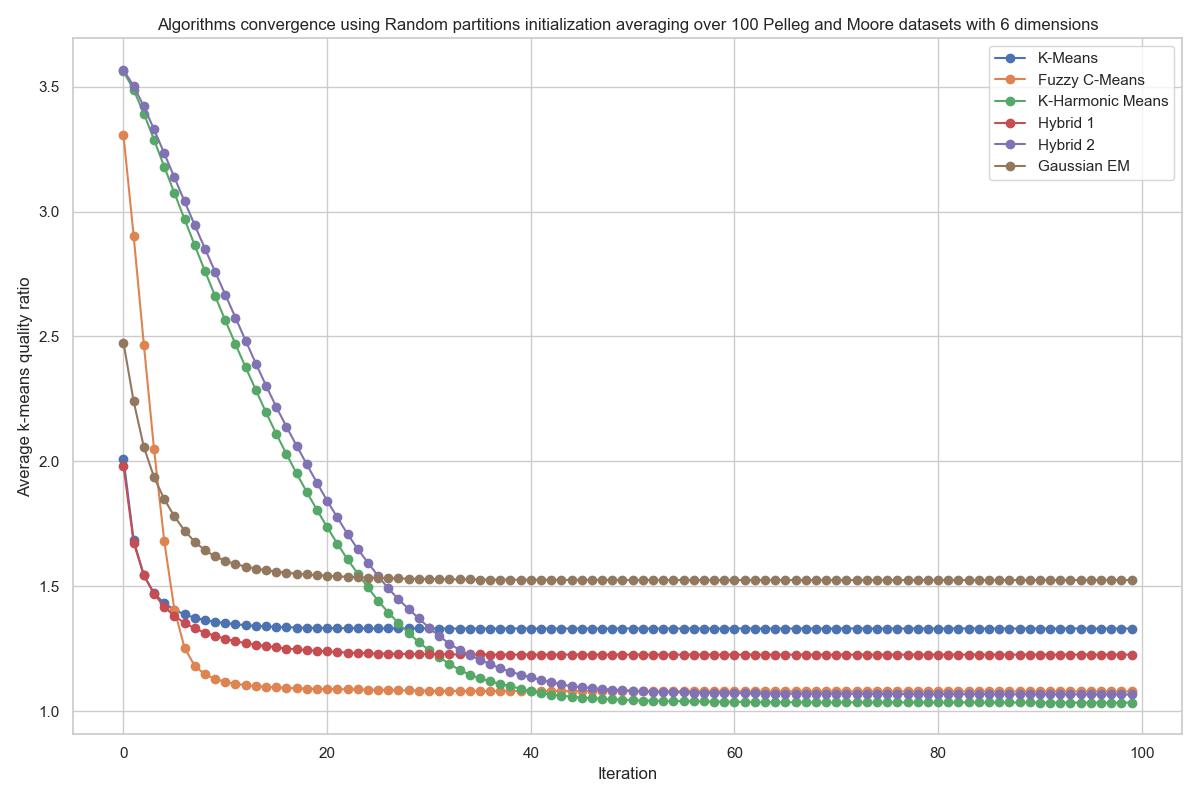 Algorithms convergence using Random partitions initialization averaging over 100 Pelleg and Moore datasets with 6 dimensions
K-Means
Fuzzy C-Means
K-Harmonic Means
Hybrid 1
Hybrid 2
Gaussian EM
Average k-means quality ratio
3.5
3.0
2.5
2.0
1.5
1.0
0
20
40
60
80
100
Iteration